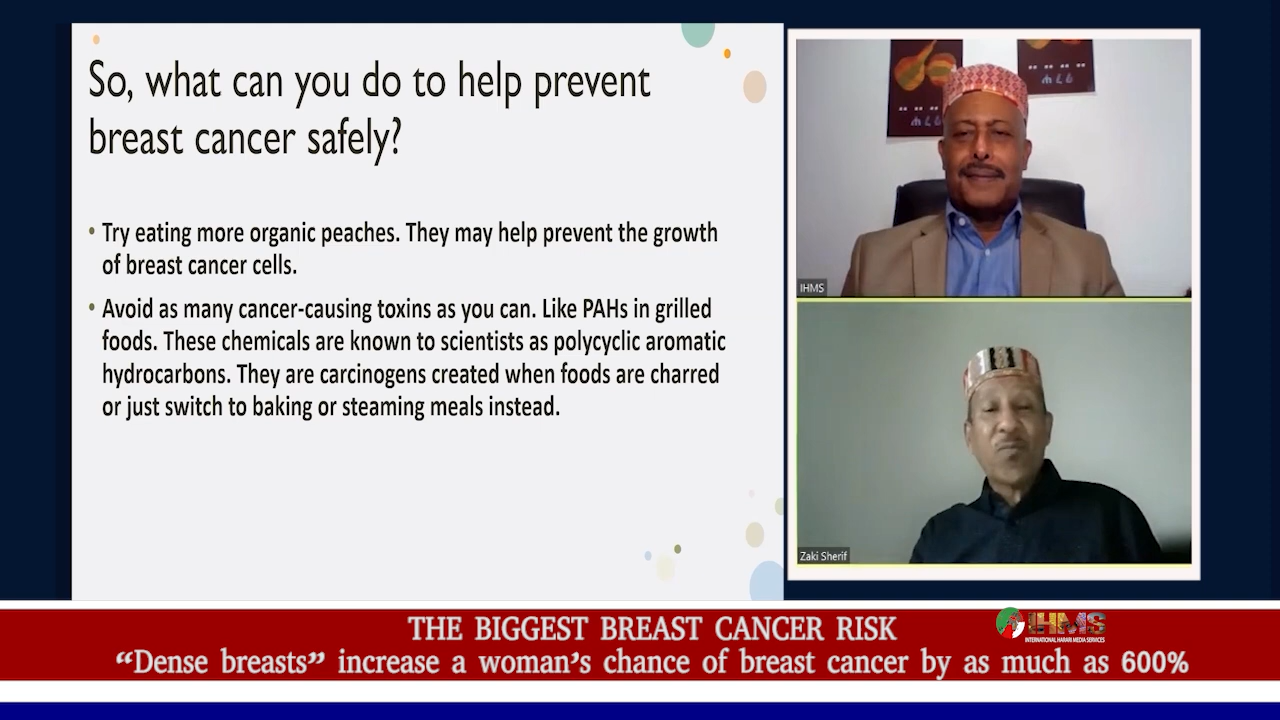 So, what can you do to help prevent
breast cancer safely?
• Try eating more organic peaches. They may help prevent the growth
of breast cancer cells.
• Avoid as many cancer-causing toxins as you can. Like PAHs in grilled
foods. These chemicals are known to scientists as polycyclic aromatic
hydrocarbons. They are carcinogens created when foods are charred
or just switch to baking or steaming meals instead.
IHMS
Zaki Sherif
THE BIGGEST BREAST CANCER RISK
IHMS
INTERNATIONAL HARARI MEDIA SERVICES
“Dense breasts” increase a woman’s chance of breast cancer by as much as 600%